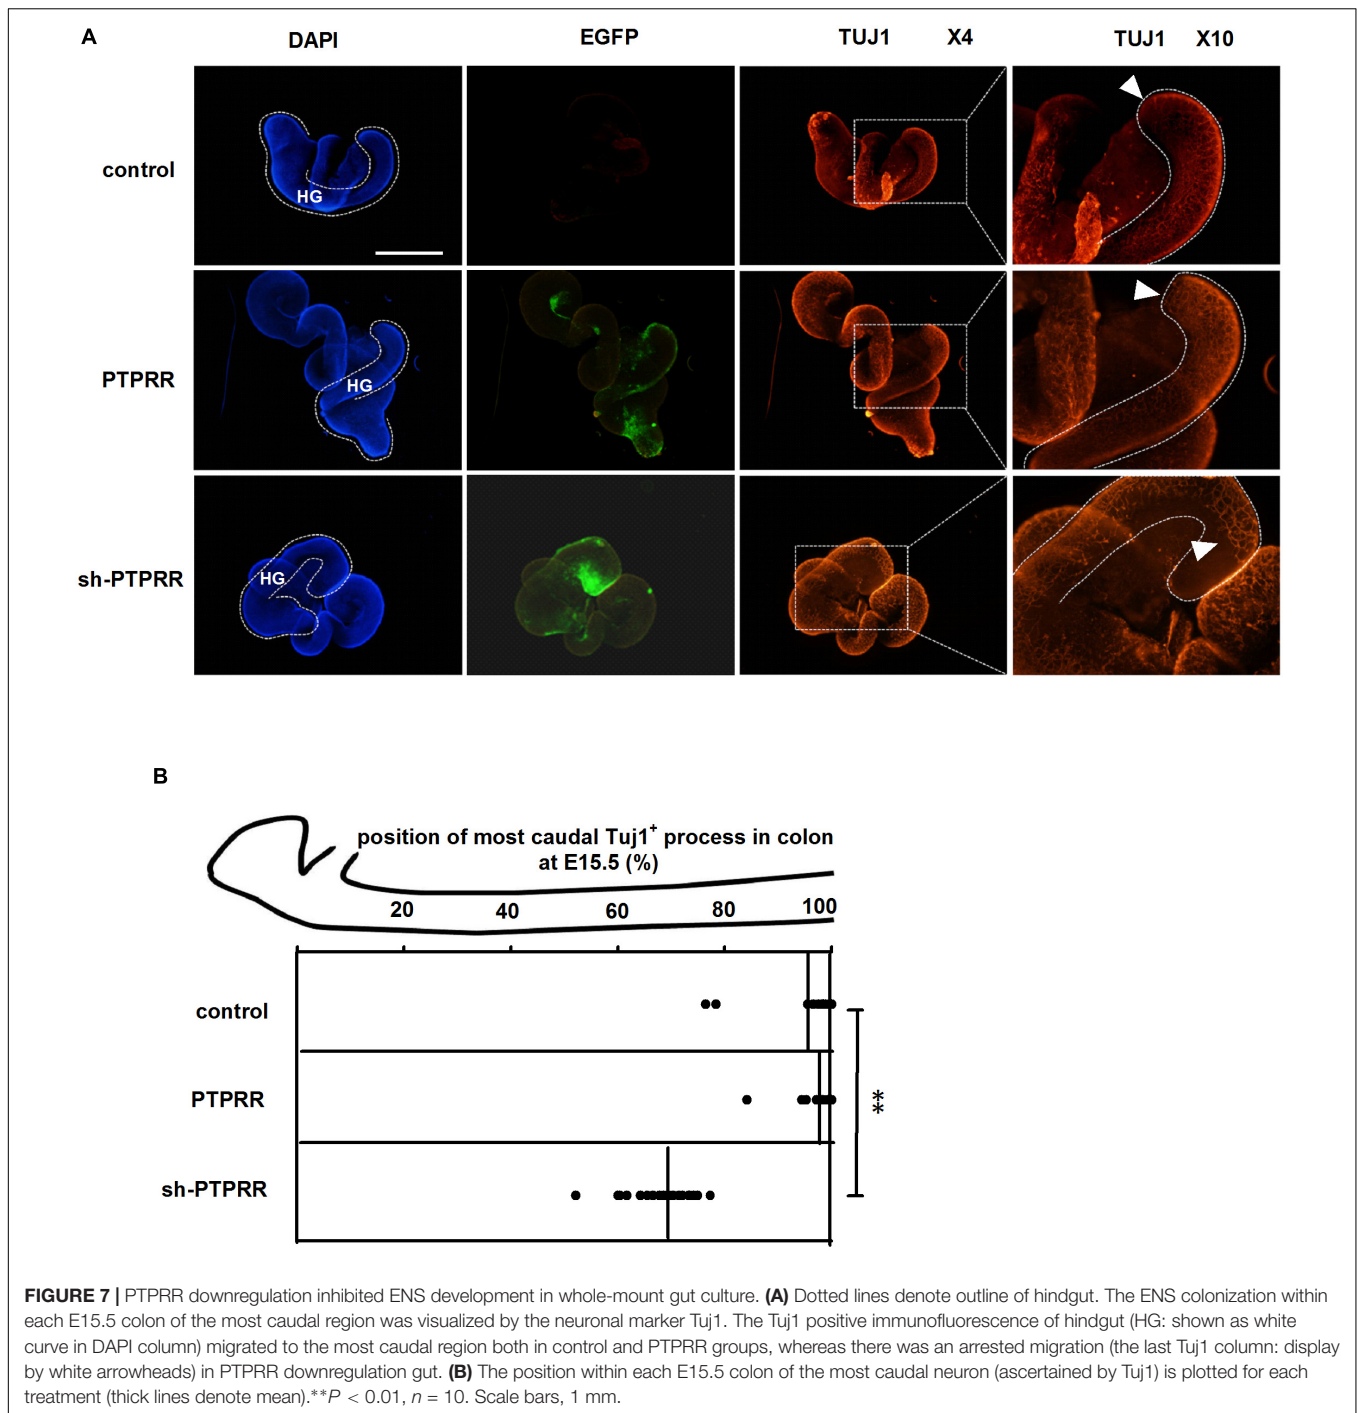 A
DAPI
EGFP
TUJ1 X4
TUJ1 X10
control
HG
PTPRR
HG
sh-PTPRR
HG
B
position of most caudal Tuj1+ process in colon
at E15.5 (%)
20 40 60 80 100
control
PTPRR
**
sh-PTPRR
FIGURE 7 | PTPRR downregulation inhibited ENS development in whole-mount gut culture. (A) Dotted lines denote outline of hindgut. The ENS colonization within
each E15.5 colon of the most caudal region was visualized by the neuronal marker Tuj1. The Tuj1 positive immunofluorescence of hindgut (HG: shown as white
curve in DAPI column) migrated to the most caudal region both in control and PTPRR groups, whereas there was an arrested migration (the last Tuj1 column: display
by white arrowheads) in PTPRR downregulation gut. (B) The position within each E15.5 colon of the most caudal neuron (ascertained by Tuj1) is plotted for each
treatment (thick lines denote mean).**P < 0.01, n = 10. Scale bars, 1 mm.